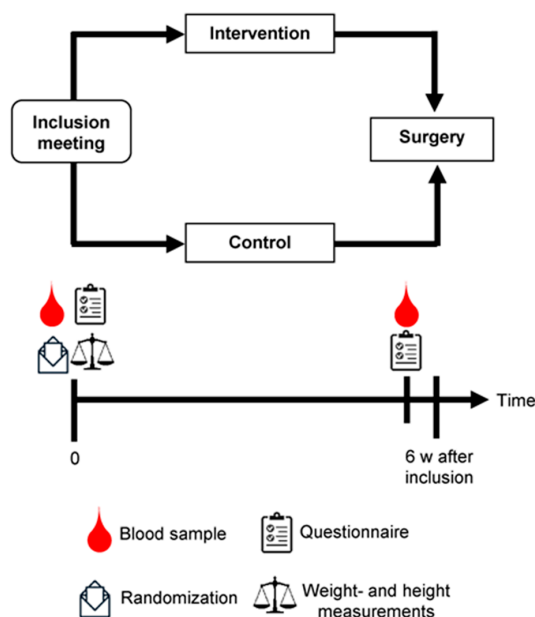 Intervention
Inclusion
meeting
Surgery
Control
Time
0
6 w after
inclusion
Blood sample
Questionnaire
Randomization
Weight- and height
measurements